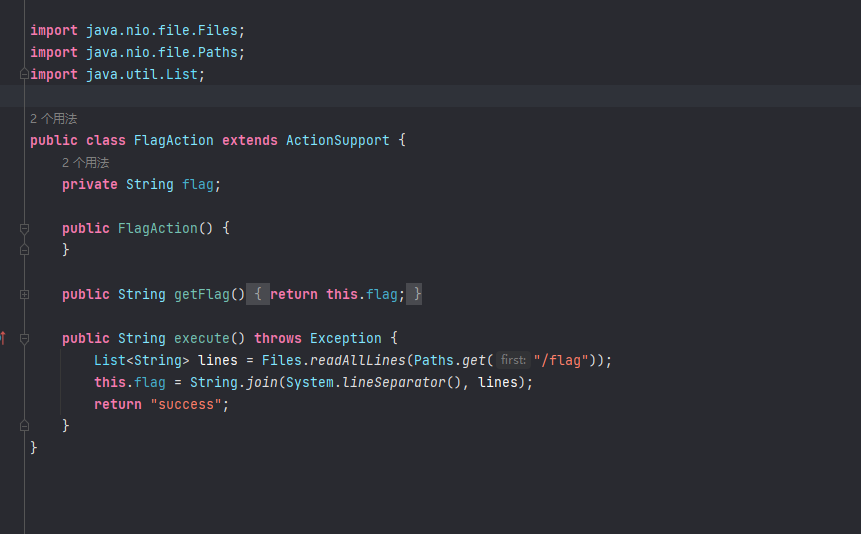 import java.nio.file.Files;
import java.nio.file.Paths;
import java.util.List;
2 个用法
public class FlagAction extends ActionSupport {
2 个用法
private String flag;
public FlagAction() {
}
public String getFlag() { return this.flag; }
public String execute() throws Exception {
List<String> lines = Files.readAllLines(Paths.get( first: "/flag"));
this.flag = String.join(System.lineSeparator(), lines);
return "success";
}
}